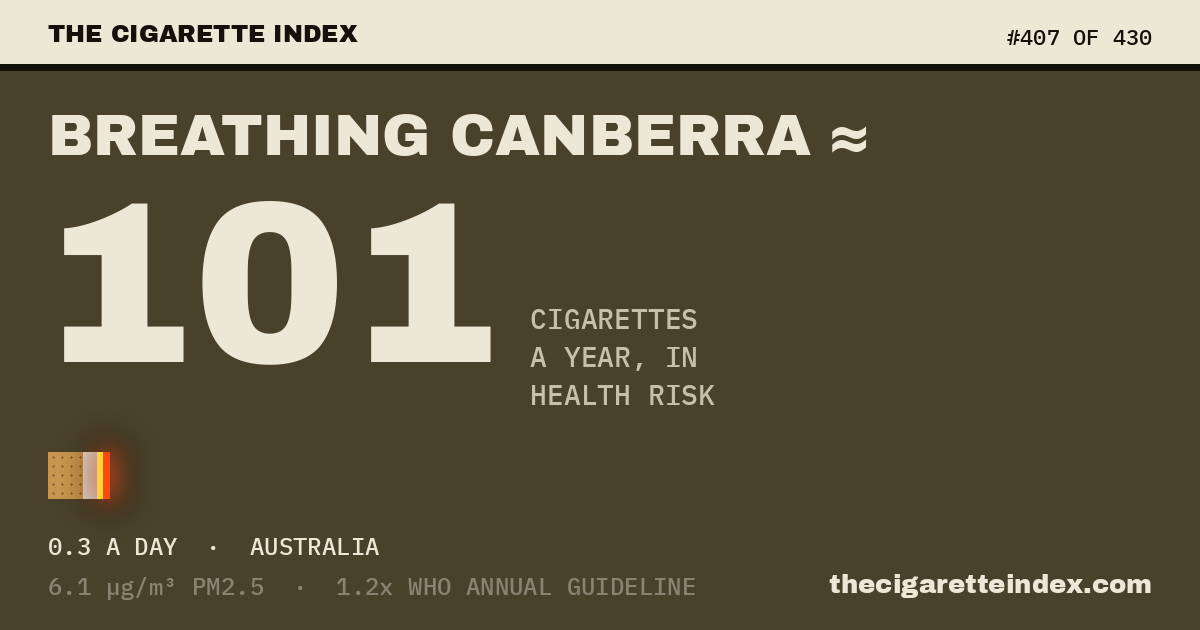 THE CIGARETTE INDEX
#407 OF 430
BREATHING CANBERRA ≈
101
CIGARETTES
A YEAR, IN
HEALTH RISK
0.3 A DAY · AUSTRALIA
6.1 µg/m³ PM2.5 · 1.2x WHO ANNUAL GUIDELINE
thecigaretteindex.com